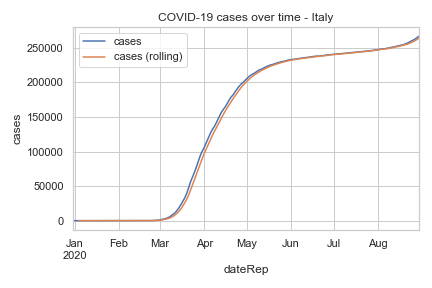 COVID-19 cases over time - Italy
cases
cases (rolling)
250000
200000
150000
100000
50000
0
cases
Jan Feb Mar Apr May Jun Jul Aug
2020
dateRep